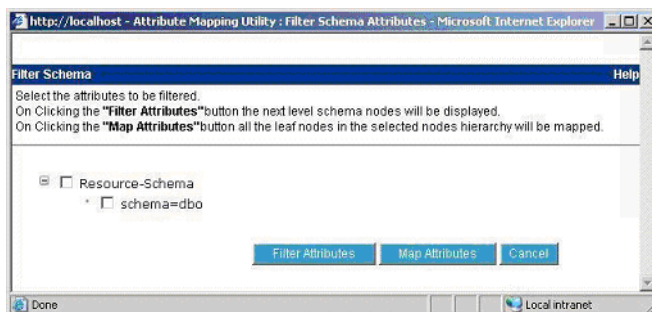 http://localhost - Attribute Mapping Utility : Filter Schema Attributes - Microsoft Internet Explorer
Filter Schema Help
Select the attributes to be filtered.
On Clicking the "Filter Attributes"button the next level schema nodes will be displayed.
On Clicking the "Map Attributes"button all the leaf nodes in the selected nodes hierarchy will be mapped.
Resource-Schema
schema=dbo
Filter Attributes Map Attributes Cancel
Done Local intranet